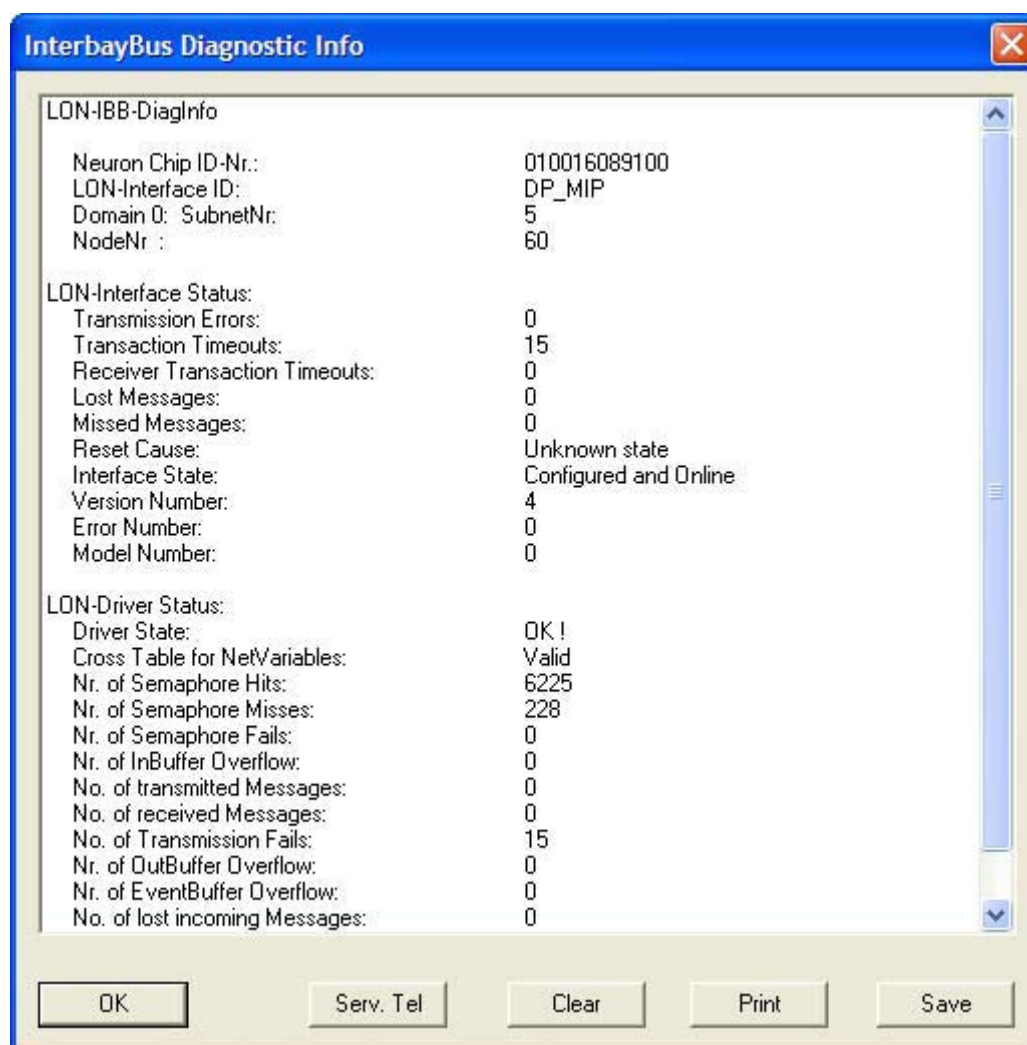 InterbayBus Diagnostic Info
LON-IBB-DiagInfo
Neuron Chip ID-Nr.: 010016089100
LON-Interface ID: DP_MIP
Domain 0: SubnetNr: 5
NodeNr : 60
LON-Interface Status:
Transmission Errors: 0
Transaction Timeouts: 15
Receiver Transaction Timeouts: 0
Lost Messages: 0
Missed Messages: 0
Reset Cause: Unknown state
Interface State: Configured and Online
Version Number: 4
Error Number: 0
Model Number: 0
LON-Driver Status:
Driver State: OK !
Cross Table for NetVariables: Valid
Nr. of Semaphore Hits: 6225
Nr. of Semaphore Misses: 228
Nr. of Semaphore Fails: 0
Nr. of InBuffer Overflow: 0
No. of transmitted Messages: 0
No. of received Messages: 0
No. of Transmission Fails: 15
Nr. of OutBuffer Overflow: 0
Nr. of EventBuffer Overflow: 0
No. of lost incoming Messages: 0
OK Serv. Tel Clear Print Save